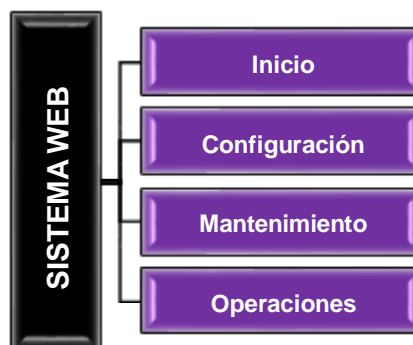 SISTEMA WEB
Inicio
Configuración
Mantenimiento
Operaciones